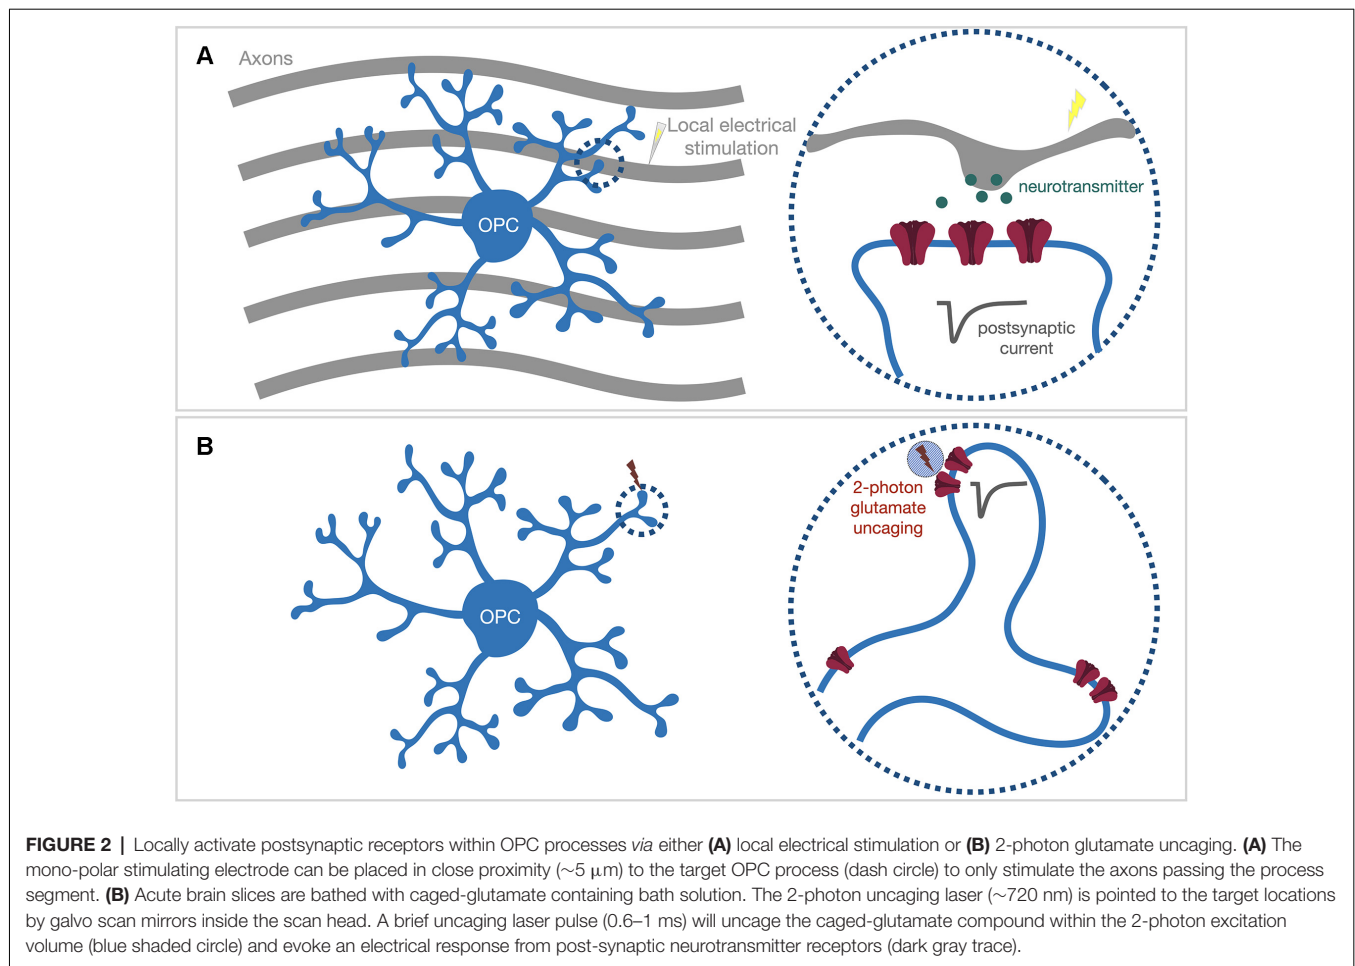 A
Axons
Local electrical
stimulation
OPC
neurotransmitter
postsynaptic
current
B
OPC
2-photon
glutamate
uncaging
FIGURE 2 | Locally activate postsynaptic receptors within OPC processes via either (A) local electrical stimulation or (B) 2-photon glutamate uncaging. (A) The
mono-polar stimulating electrode can be placed in close proximity (~5 μm) to the target OPC process (dash circle) to only stimulate the axons passing the process
segment. (B) Acute brain slices are bathed with caged-glutamate containing bath solution. The 2-photon uncaging laser (~720 nm) is pointed to the target locations
by galvo scan mirrors inside the scan head. A brief uncaging laser pulse (0.6–1 ms) will uncage the caged-glutamate compound within the 2-photon excitation
volume (blue shaded circle) and evoke an electrical response from post-synaptic neurotransmitter receptors (dark gray trace).